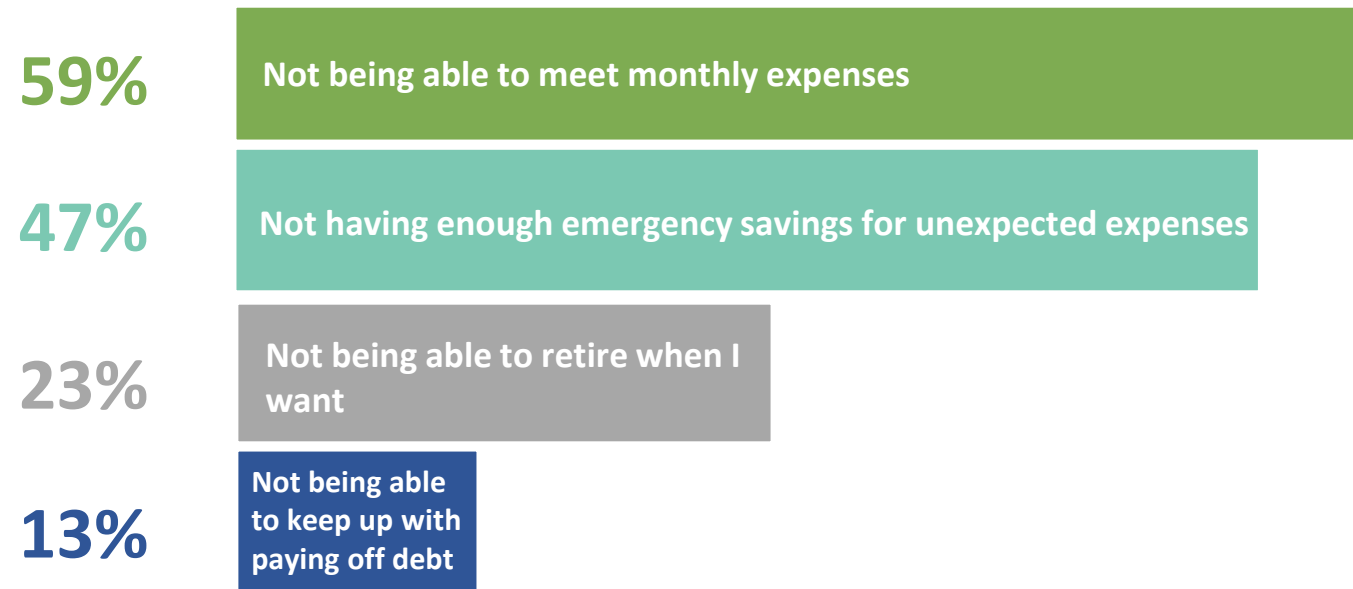 59%
Not being able to meet monthly expenses
47%
Not having enough emergency savings for unexpected expenses
23%
Not being able to retire when I
want
13%
Not being able
to keep up with
paying off debt